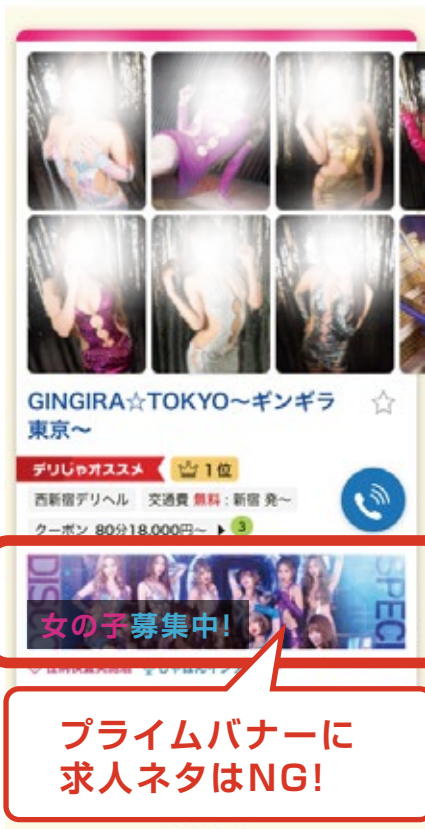 GINGIRA☆TOKYO〜ギンギラ
東京〜
デリじゃオススメ 1位
西新宿デリヘル 交通費 無料:新宿 発〜
クーポン 80分18,000円〜 ▶ 3
DISCO SPECI
女の子募集中!
プライムバナーに
求人ネタはNG!